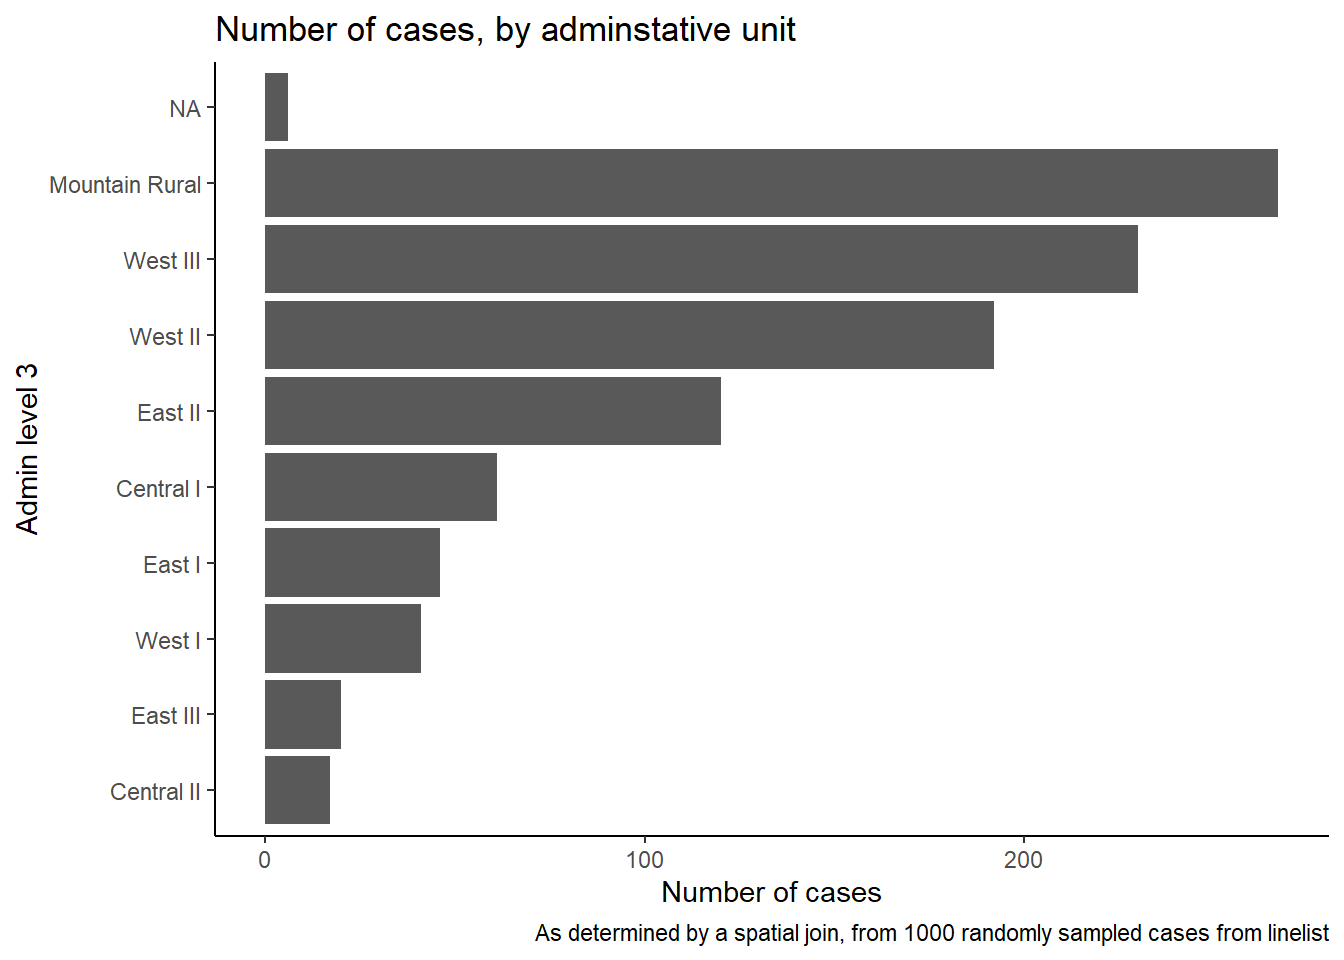 Number of cases, by adminstative unit
NA
Mountain Rural
West III
West II
East II
Central I
East I
West I
East III
Central II
Admin level 3
0 100 200
Number of cases
As determined by a spatial join, from 1000 randomly sampled cases from linelist